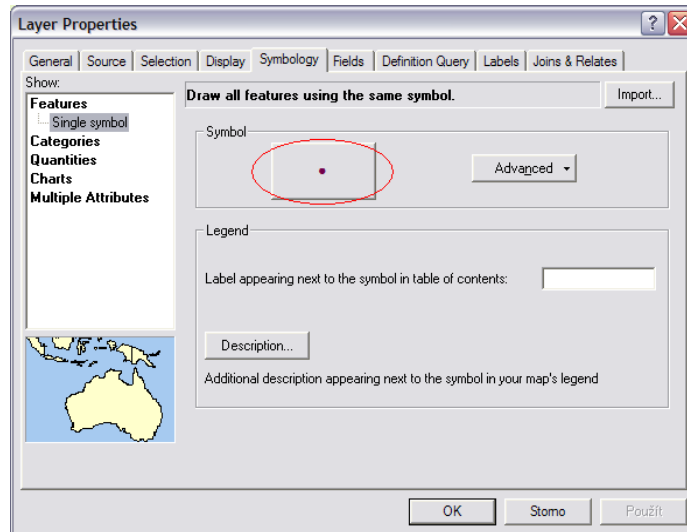 Layer Properties
General Source Selection Display Symbology Fields Definition Query Labels Joins & Relates
Show:
Features
Single symbol
Categories
Quantities
Charts
Multiple Attributes
Draw all features using the same symbol.
Import...
Symbol
Advanced
Legend
Label appearing next to the symbol in table of contents:
Description...
Additional description appearing next to the symbol in your map's legend
OK Storno Použít